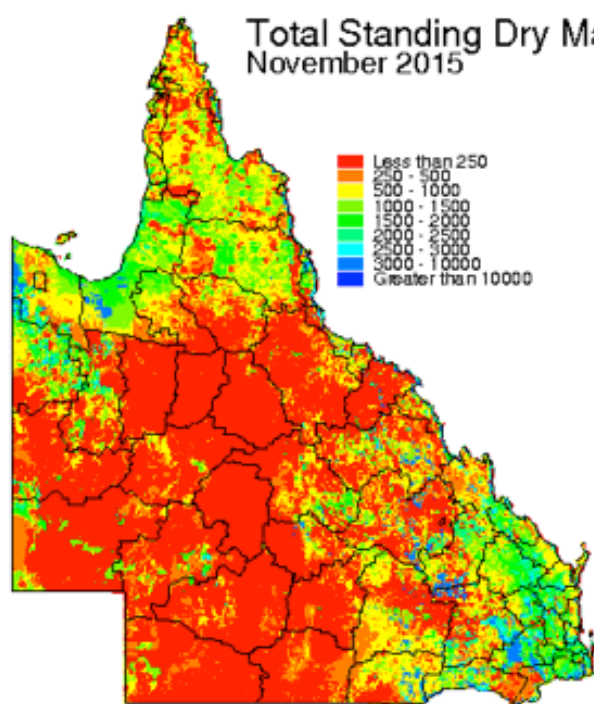 Total Standing Dry Ma
November 2015
Less than 250
250 - 500
500 - 1000
1000 - 1500
1500 - 2000
2000 - 2500
2500 - 3000
3000 - 10000
Greater than 10000